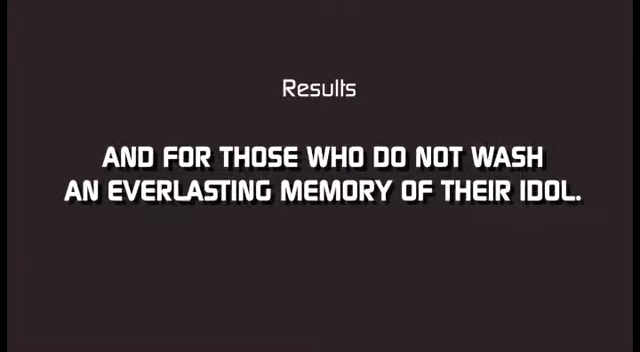 Results
AND FOR THOSE WHO DO NOT WASH
AN EVERLASTING MEMORY OF THEIR IDOL.